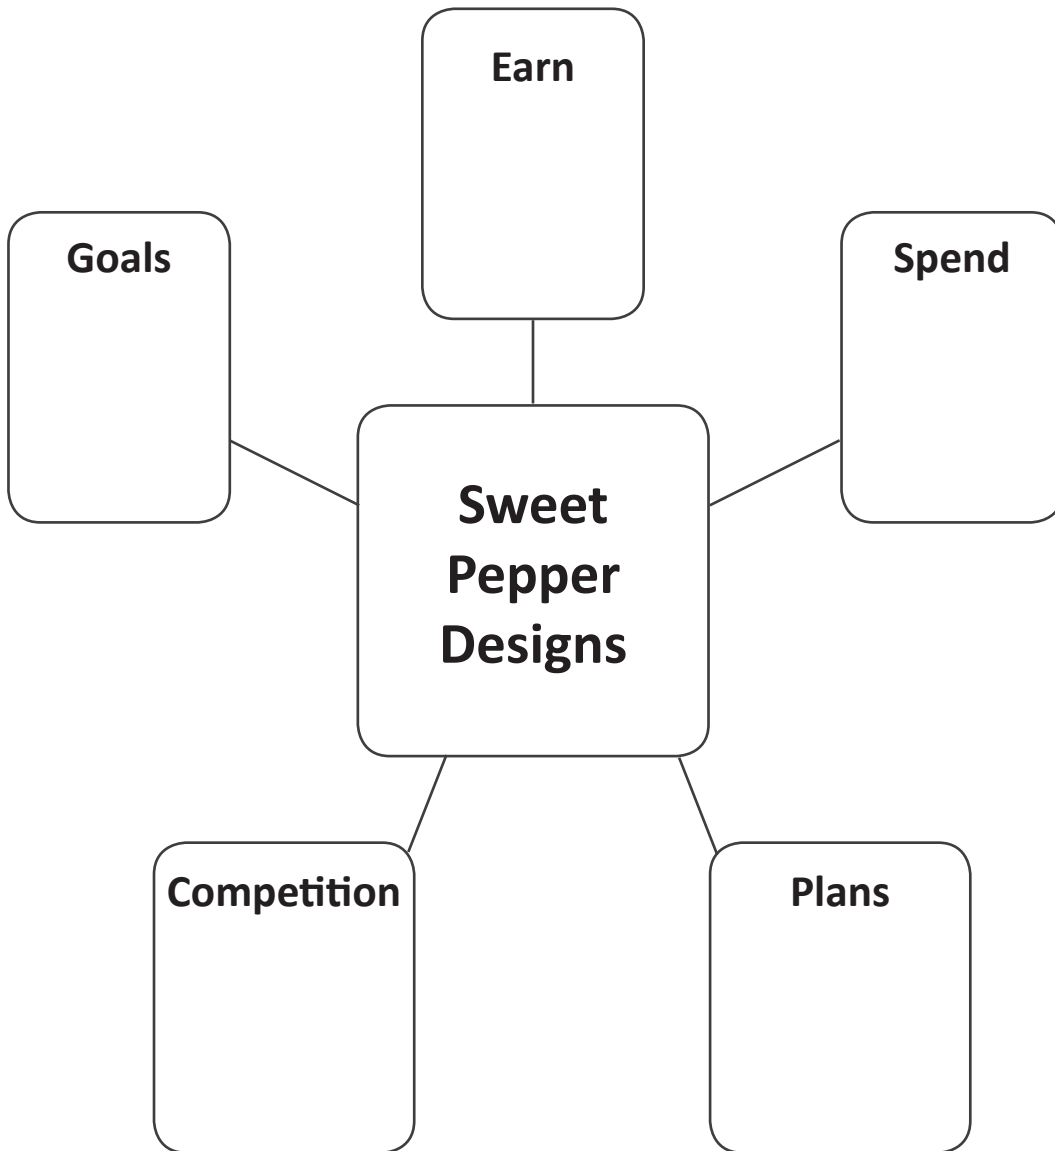 Earn
Goals
Spend
Sweet
Pepper
Designs
Competition
Plans